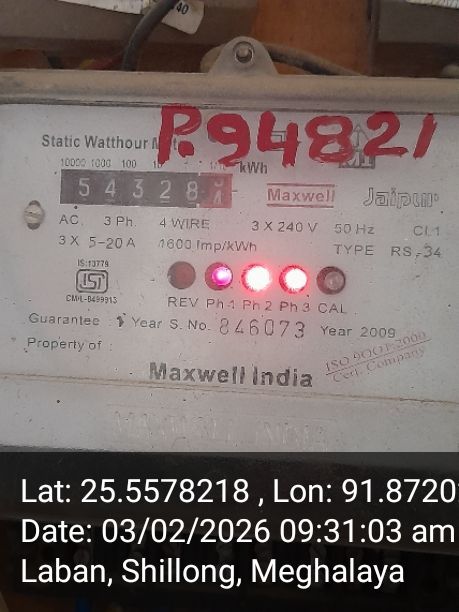 40
P.94821
Static Watthour
10000 1000 100 10 kWh
5 4 3 2 8
Maxwell Jaipur
AC. 3 Ph. 4 WIRE 3 X 240 V 50 Hz Cl.1
3 X 5-20 A 1600 Imp/kWh TYPE RS-34
IS:13779
CM/L-8499913
REV Ph 1 Ph 2 Ph 3 CAL
Guarantee 1 Year S. No. 846073 Year 2009
Property of
ISO 9001:2000
Cert. Company
Maxwell India
MAXWELL INDIA
Lat: 25.5578218 , Lon: 91.8720
Date: 03/02/2026 09:31:03 am
Laban, Shillong, Meghalaya